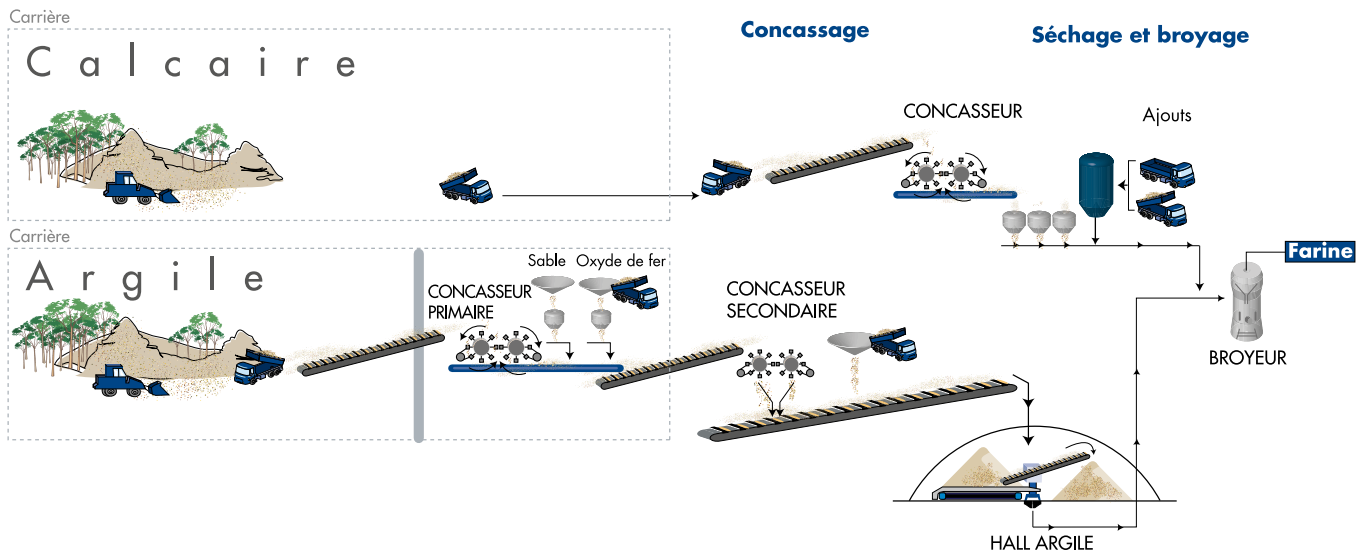 Carrière
Calcaire
Concassage
Séchage et broyage
CONCASSEUR
Ajouts
Carrière
Argile
Sable
Oxyde de fer
CONCASSEUR
PRIMAIRE
CONCASSEUR
SECONDAIRE
Farine
BROYEUR
HALL ARGILE